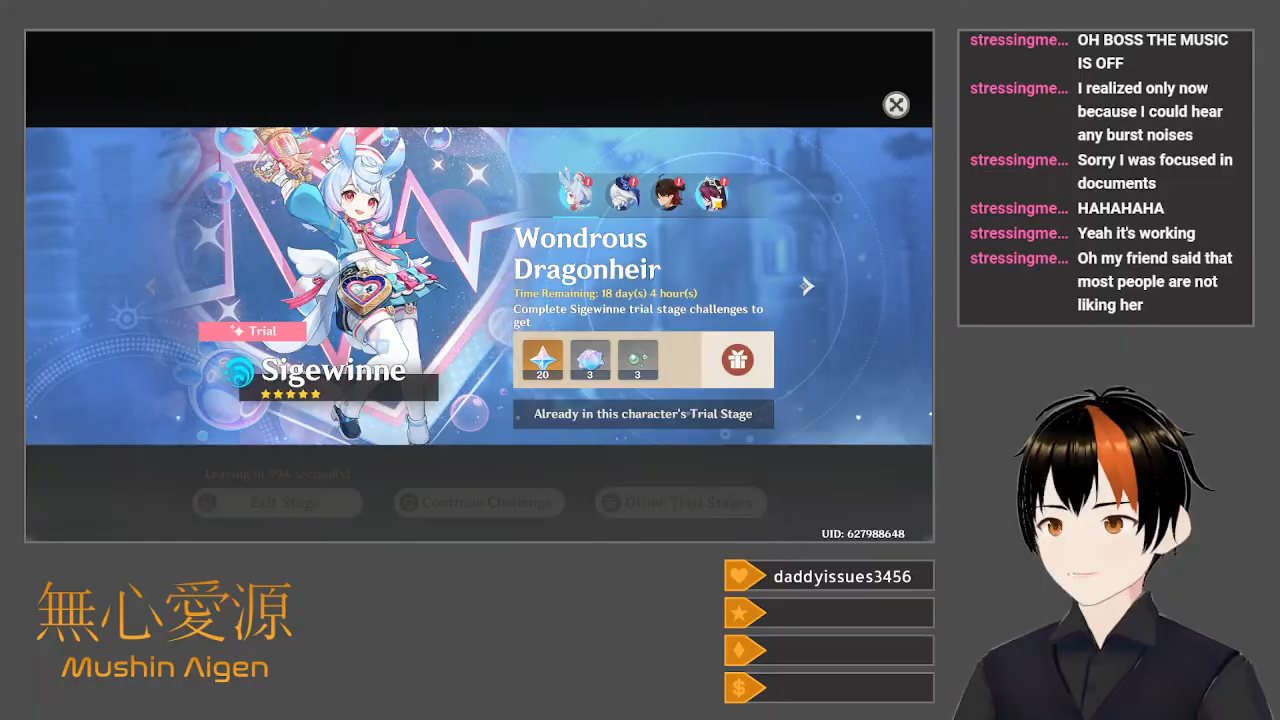 Wondrous
Dragonheir
Time Remaining: 18 day(s) 4 hour(s)
Complete Sigewinne trial stage challenges to
get
20
3
3
Already in this character's Trial Stage
Trial
Sigewinne
Leaving in 994 second(s)
Exit Stage
Continue Challenge
Other Trial Stages
UID: 627988648
stressingme... OH BOSS THE MUSIC
IS OFF
stressingme... I realized only now
because I could hear
any burst noises
stressingme... Sorry I was focused in
documents
stressingme... HAHAHAHA
stressingme... Yeah it's working
stressingme... Oh my friend said that
most people are not
liking her
無心愛源
Mushin Aigen
daddyissues3456